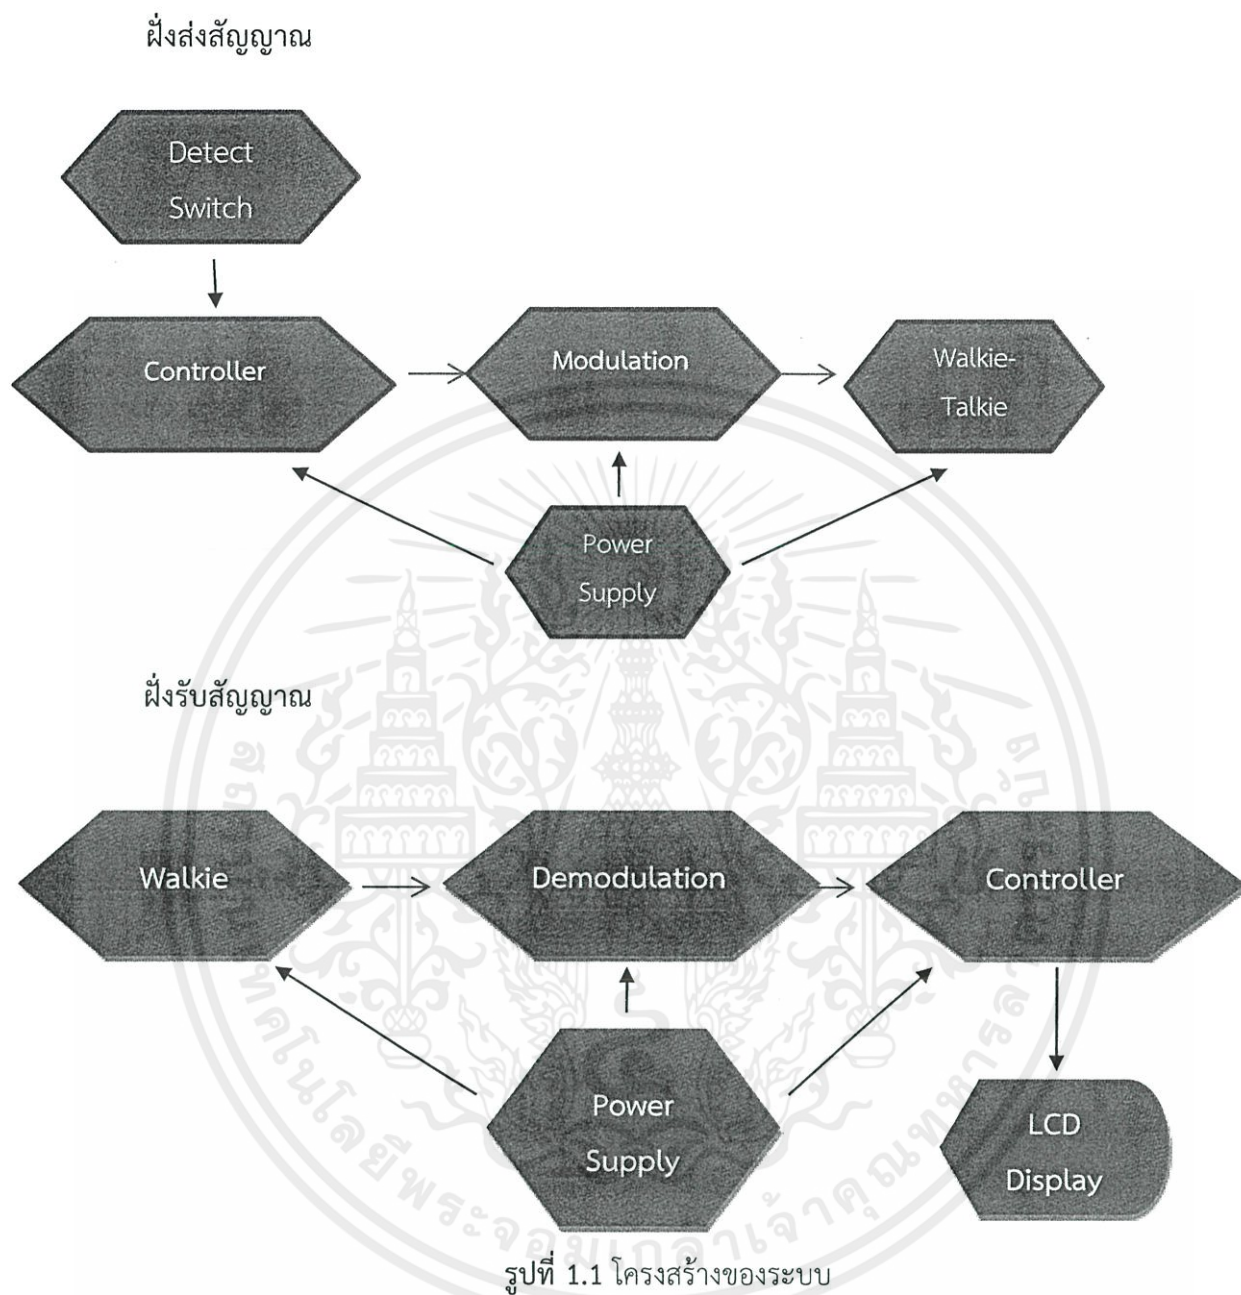 ฝั่งส่งสัญญาณ
Detect
Switch
Controller
Modulation
Walkie-
Talkie
Power
Supply
ฝั่งรับสัญญาณ
Walkie
Demodulation
Controller
Power
Supply
LCD
Display
รูปที่ 1.1 โครงสร้างของระบบ